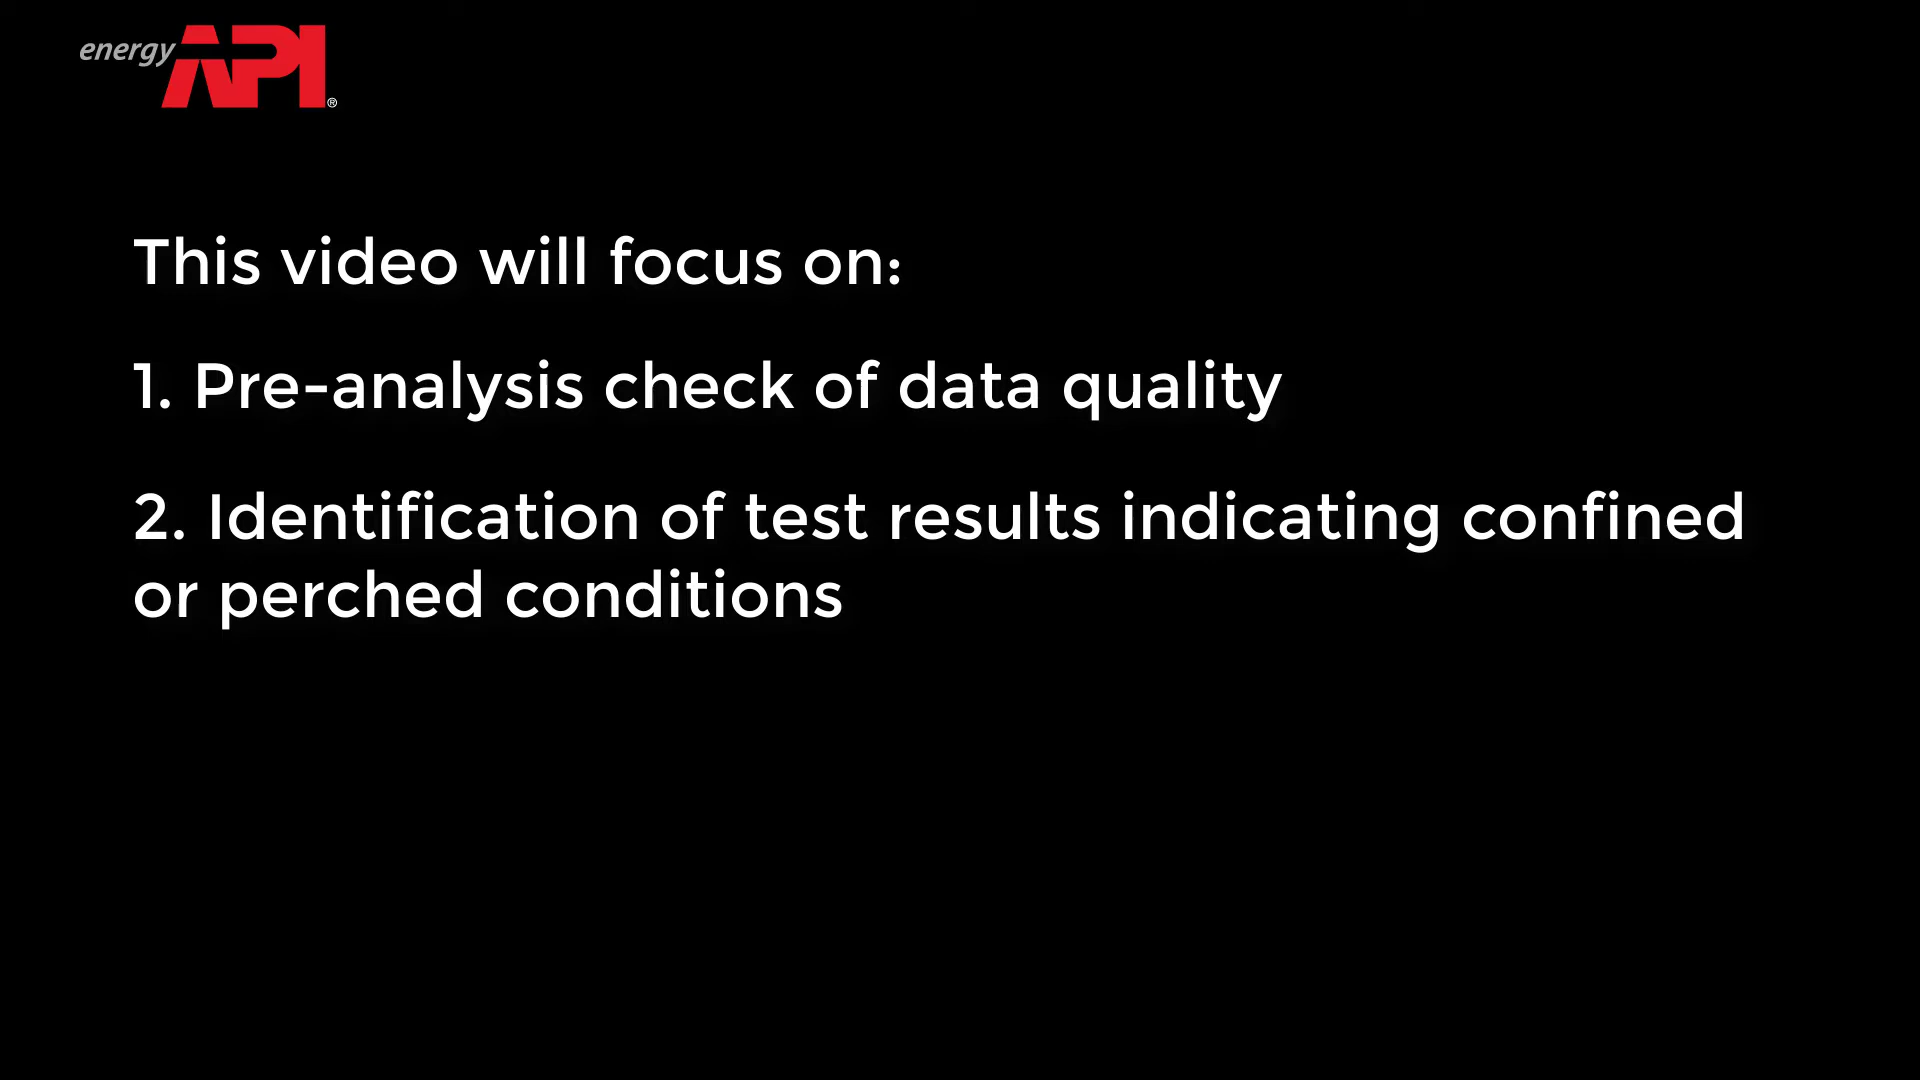 energy API®
This video will focus on:
1. Pre-analysis check of data quality
2. Identification of test results indicating confined
or perched conditions